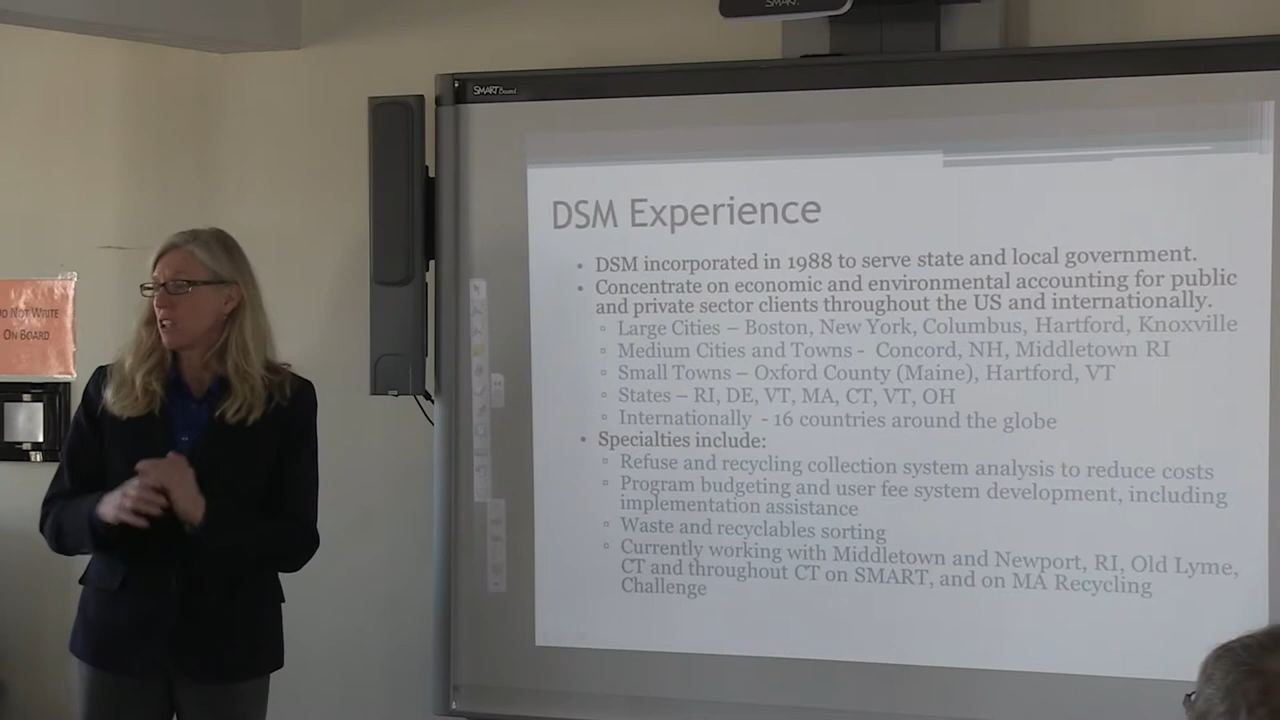 SMART
SMART Board
DO NOT WRITE
ON BOARD
DSM Experience
• DSM incorporated in 1988 to serve state and local government.
• Concentrate on economic and environmental accounting for public
and private sector clients throughout the US and internationally.
▫ Large Cities – Boston, New York, Columbus, Hartford, Knoxville
▫ Medium Cities and Towns - Concord, NH, Middletown RI
▫ Small Towns – Oxford County (Maine), Hartford, VT
▫ States – RI, DE, VT, MA, CT, VT, OH
▫ Internationally - 16 countries around the globe
• Specialties include:
▫ Refuse and recycling collection system analysis to reduce costs
▫ Program budgeting and user fee system development, including
implementation assistance
▫ Waste and recyclables sorting
▫ Currently working with Middletown and Newport, RI, Old Lyme,
CT and throughout CT on SMART, and on MA Recycling
Challenge